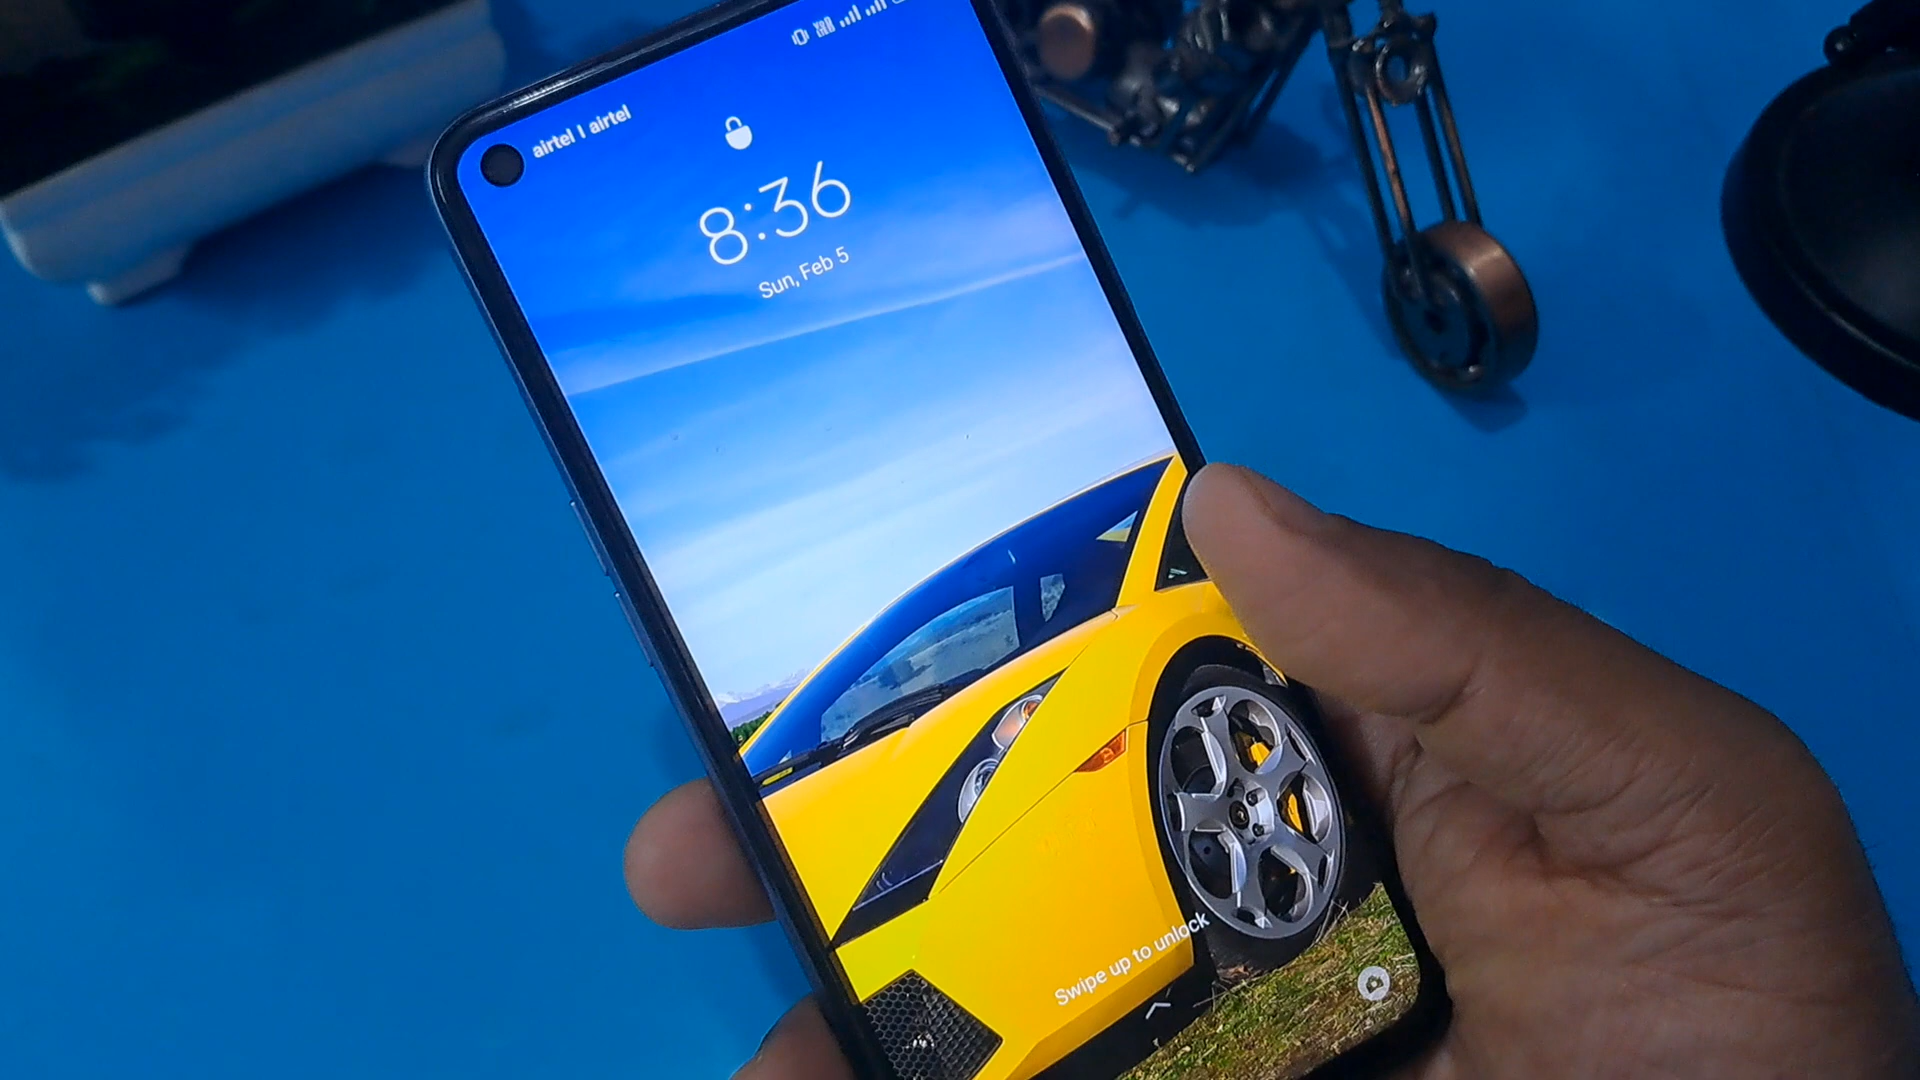 airtel | airtel
8:36
Sun, Feb 5
Swipe up to unlock